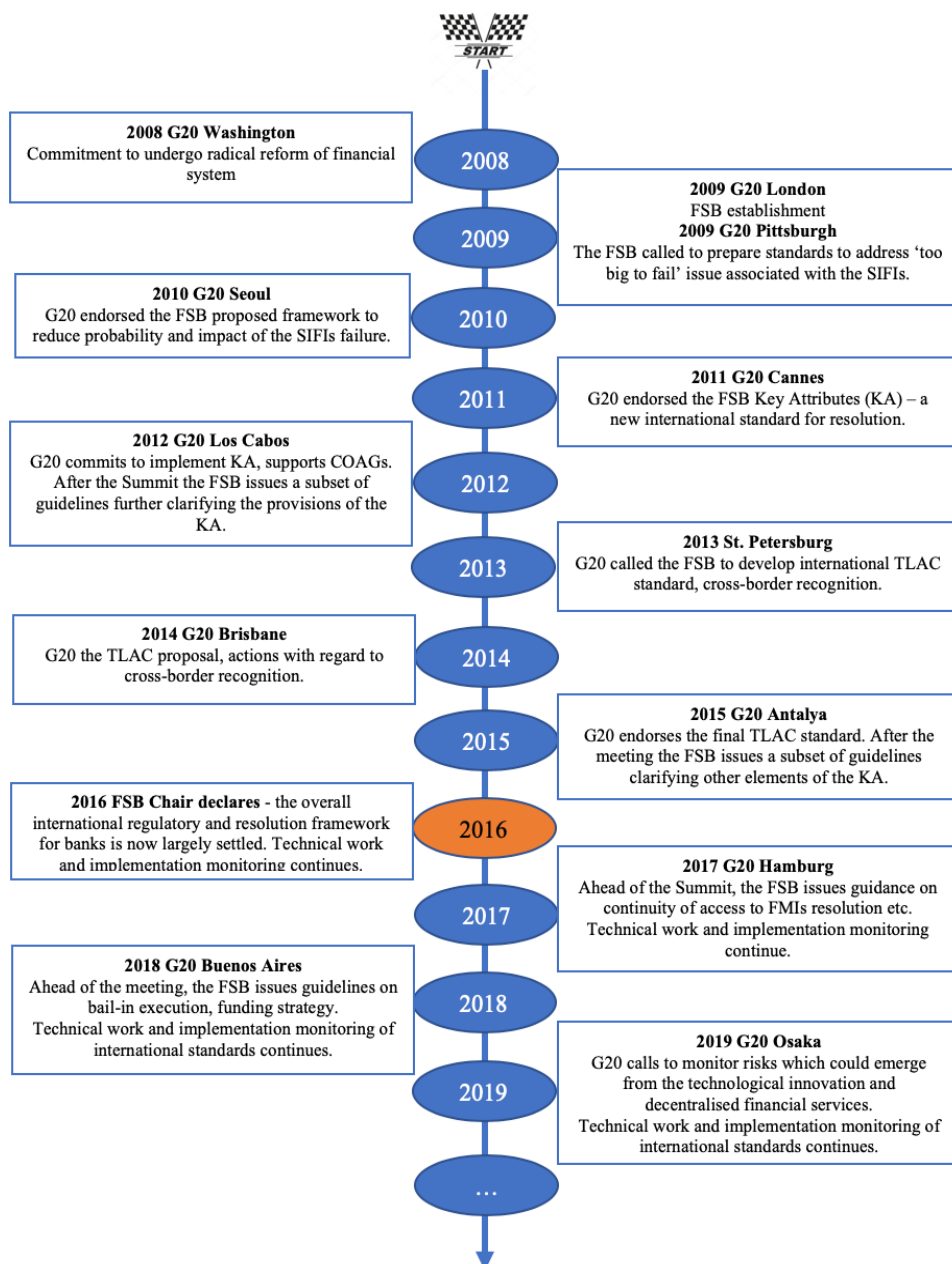 START
2008
2008 G20 Washington
Commitment to undergo radical reform of financial
system
2009
2009 G20 London
FSB establishment
2009 G20 Pittsburgh
The FSB called to prepare standards to address ‘too
big to fail’ issue associated with the SIFIs.
2010
2010 G20 Seoul
G20 endorsed the FSB proposed framework to
reduce probability and impact of the SIFIs failure.
2011
2011 G20 Cannes
G20 endorsed the FSB Key Attributes (KA) – a
new international standard for resolution.
2012
2012 G20 Los Cabos
G20 commits to implement KA, supports COAGs.
After the Summit the FSB issues a subset of
guidelines further clarifying the provisions of the
KA.
2013
2013 St. Petersburg
G20 called the FSB to develop international TLAC
standard, cross-border recognition.
2014
2014 G20 Brisbane
G20 the TLAC proposal, actions with regard to
cross-border recognition.
2015
2015 G20 Antalya
G20 endorses the final TLAC standard. After the
meeting the FSB issues a subset of guidelines
clarifying other elements of the KA.
2016
2016 FSB Chair declares - the overall
international regulatory and resolution framework
for banks is now largely settled. Technical work
and implementation monitoring continues.
2017
2017 G20 Hamburg
Ahead of the Summit, the FSB issues guidance on
continuity of access to FMIs resolution etc.
Technical work and implementation monitoring
continue.
2018
2018 G20 Buenos Aires
Ahead of the meeting, the FSB issues guidelines on
bail-in execution, funding strategy.
Technical work and implementation monitoring of
international standards continues.
2019
2019 G20 Osaka
G20 calls to monitor risks which could emerge
from the technological innovation and
decentralised financial services.
Technical work and implementation monitoring of
international standards continues.
...